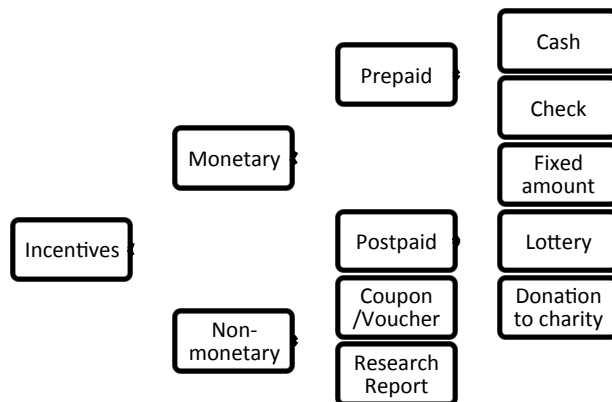 Incentives
Monetary
Non-
monetary
Prepaid
Postpaid
Coupon
/Voucher
Research
Report
Cash
Check
Fixed
amount
Lottery
Donation
to charity